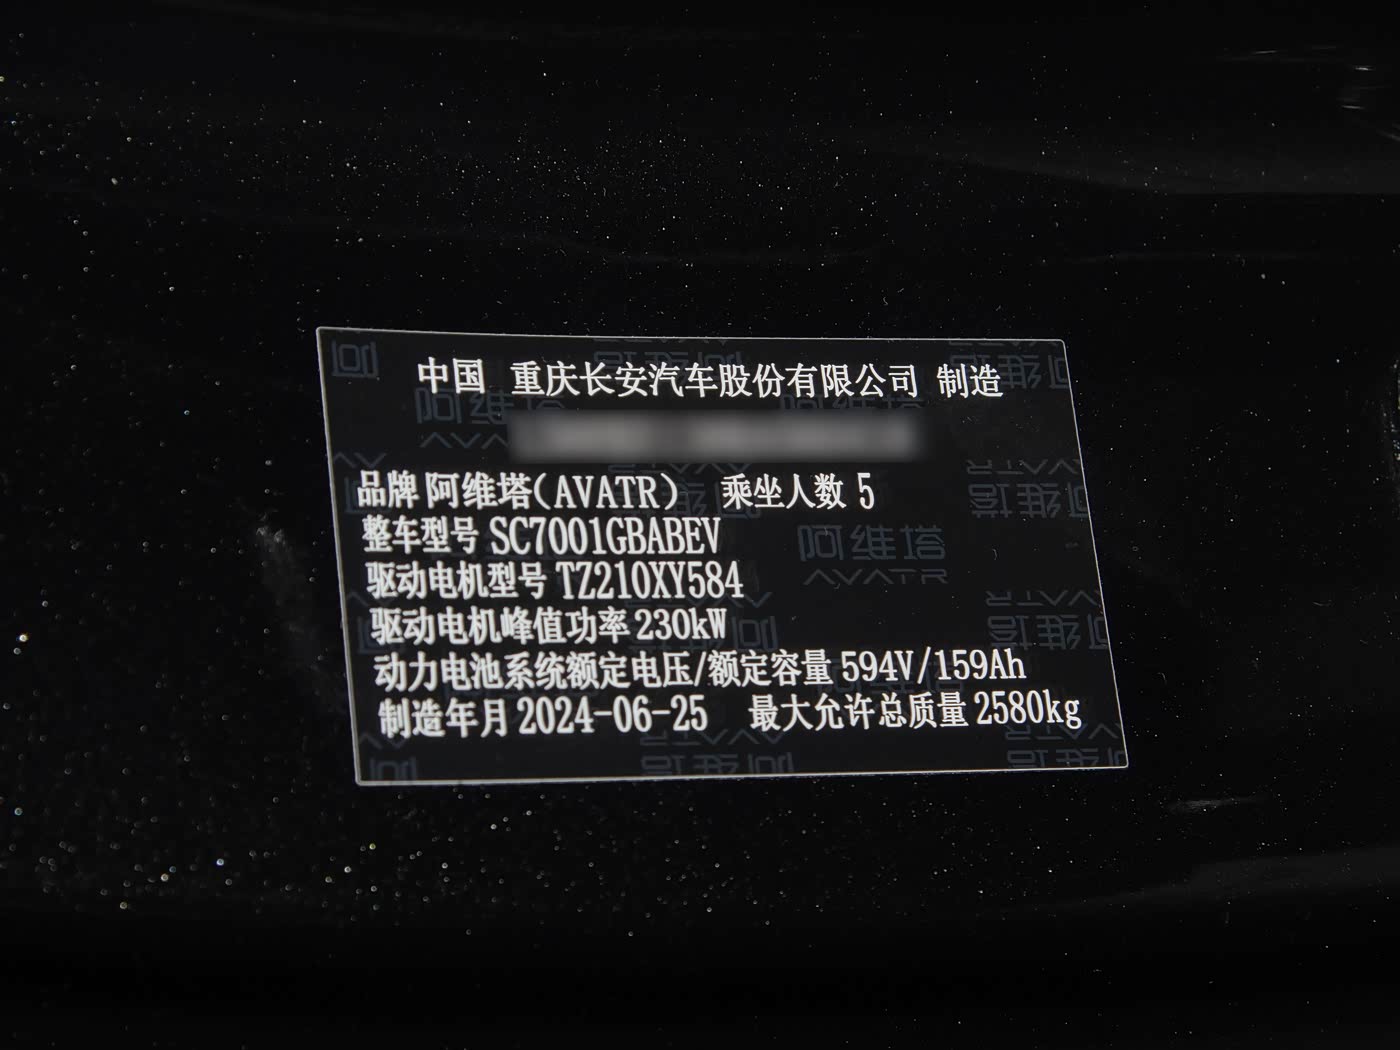 中国 重庆长安汽车股份有限公司 制造
品牌 阿维塔(AVATR) 乘坐人数 5
整车型号 SC7001GBABEV
驱动电机型号 TZ210XY584
驱动电机峰值功率 230kW
动力电池系统额定电压/额定容量 594V/159Ah
制造年月 2024-06-25 最大允许总质量 2580kg
阿维塔
AVATR